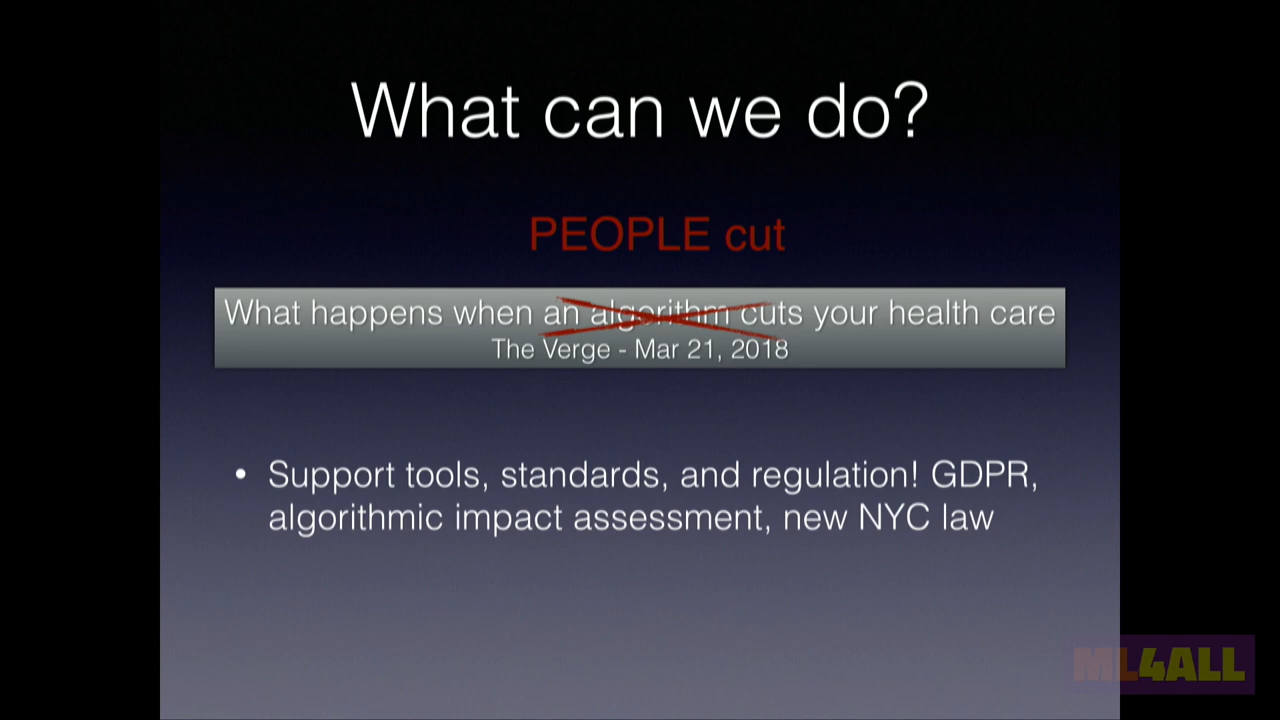 What can we do?
PEOPLE cut
What happens when an algorithm cuts your health care
The Verge - Mar 21, 2018
• Support tools, standards, and regulation! GDPR,
algorithmic impact assessment, new NYC law
ML4ALL